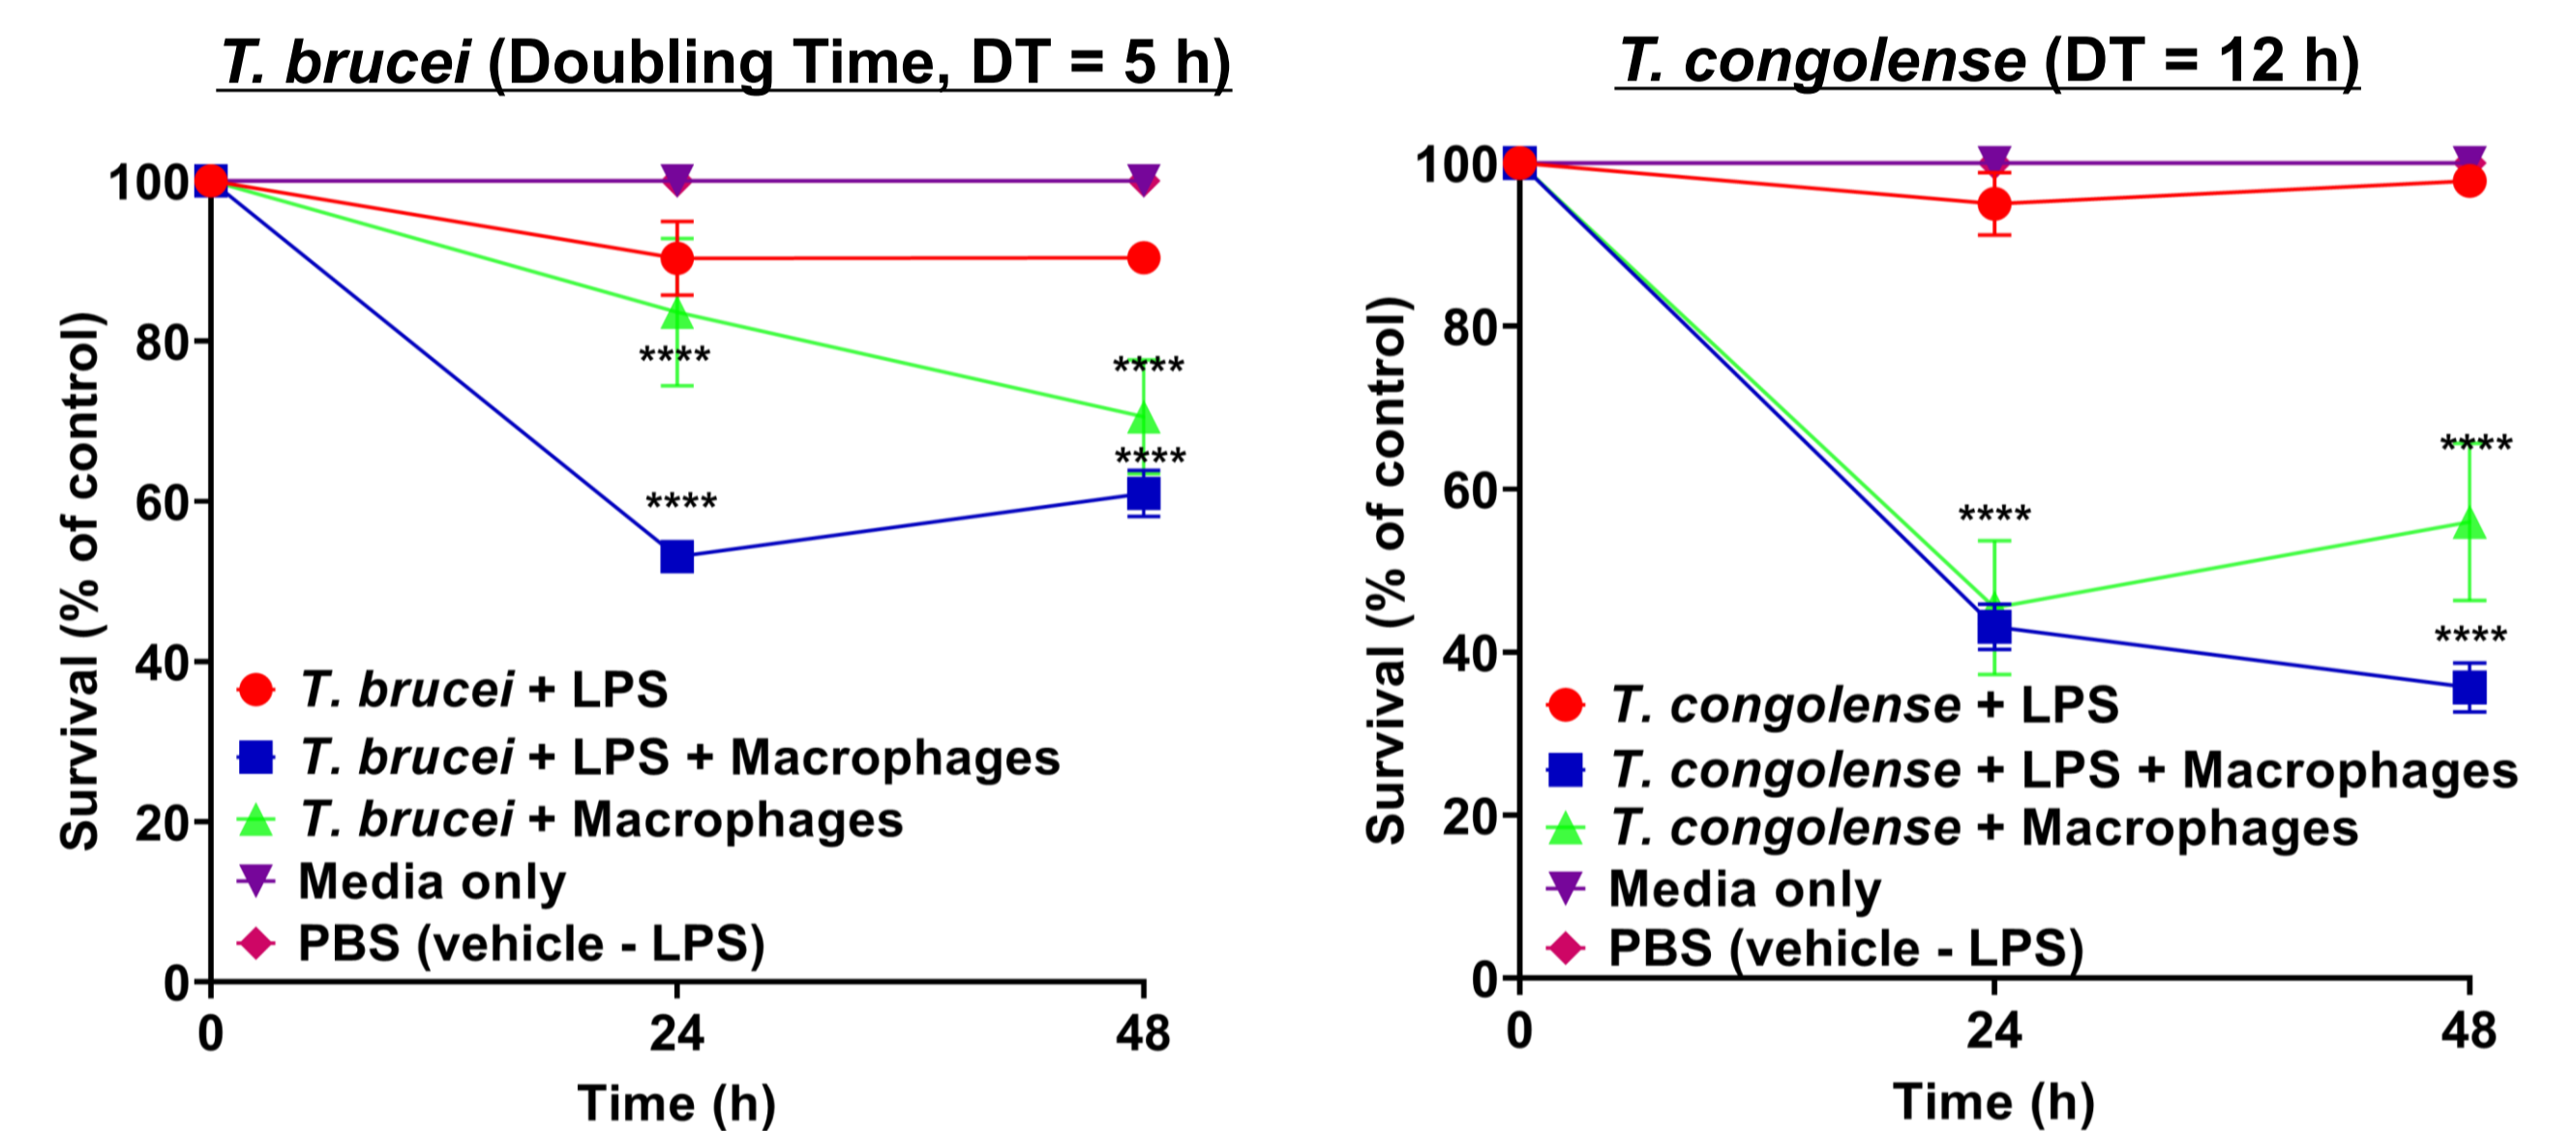 T. brucei (Doubling Time, DT = 5 h)
Survival (% of control)
100
80
60
40
20
0
****
****
****
****
T. brucei + LPS
T. brucei + LPS + Macrophages
T. brucei + Macrophages
Media only
PBS (vehicle - LPS)
0 24 48
Time (h)
T. congolense (DT = 12 h)
Survival (% of control)
100
80
60
40
20
0
****
****
****
T. congolense + LPS
T. congolense + LPS + Macrophages
T. congolense + Macrophages
Media only
PBS (vehicle - LPS)
0 24 48
Time (h)